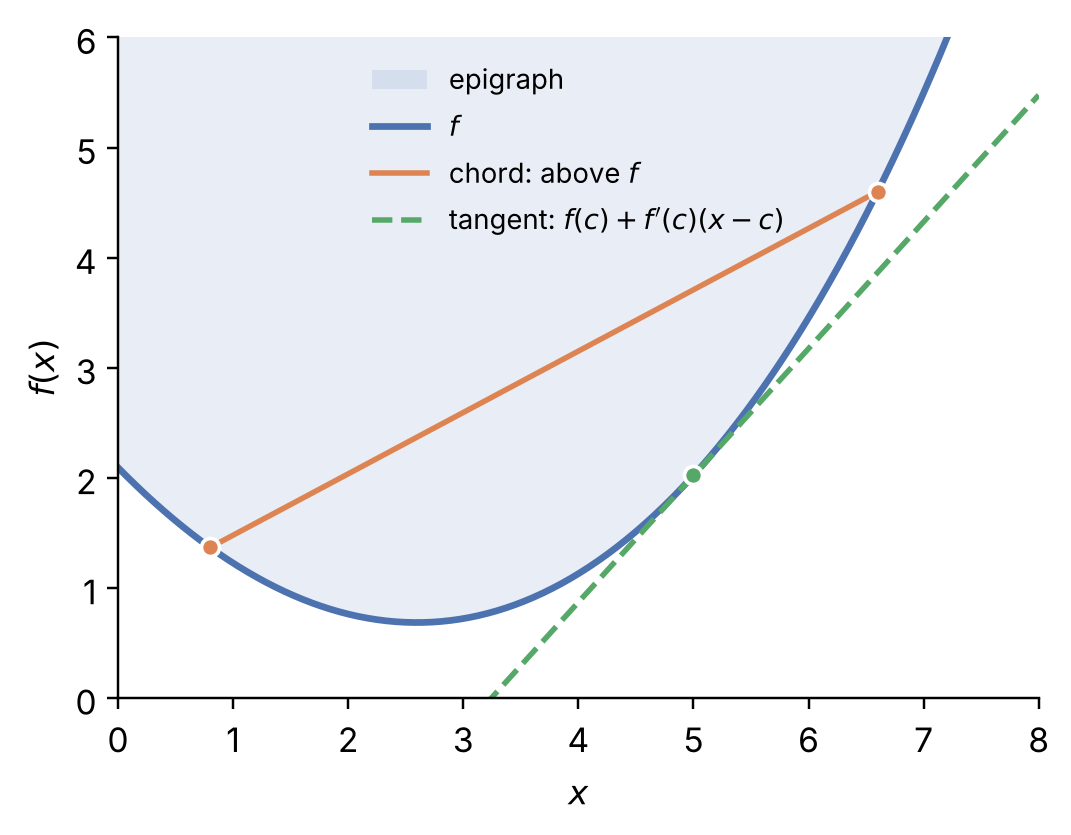 6
5
4
3
2
1
0
f(x)
epigraph
f
chord: above f
tangent: f(c) + f′(c)(x − c)
0 1 2 3 4 5 6 7 8
x